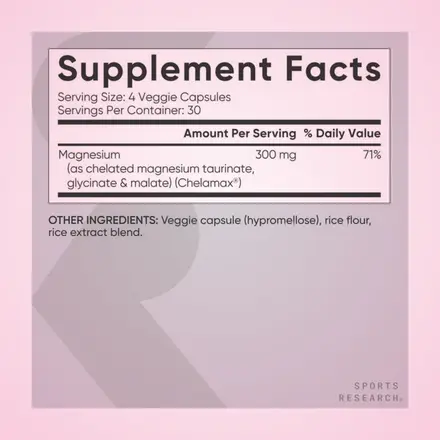 Supplement Facts
Serving Size: 4 Veggie Capsules
Servings Per Container: 30
Amount Per Serving % Daily Value
Magnesium 300 mg 71%
(as chelated magnesium taurinate,
glycinate & malate) (Chelamax®)
OTHER INGREDIENTS: Veggie capsule (hypromellose), rice flour,
rice extract blend.
SPORTS
RESEARCH®